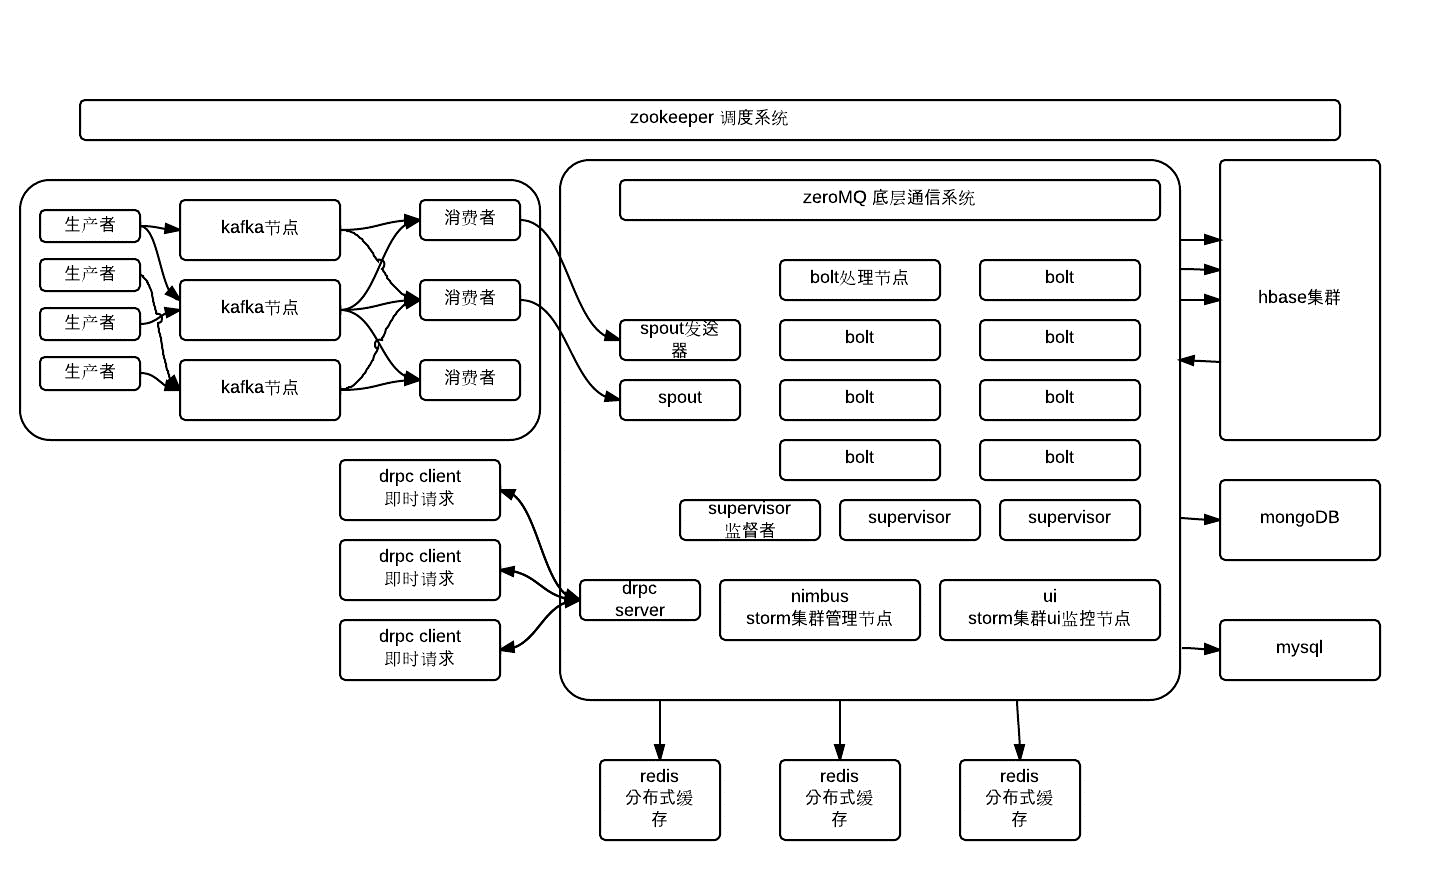 zookeeper 调度系统
生产者
生产者
生产者
生产者
kafka节点
kafka节点
kafka节点
消费者
消费者
消费者
zeroMQ 底层通信系统
spout发送
器
spout
bolt处理节点
bolt
bolt
bolt
bolt
bolt
bolt
bolt
supervisor
监督者
supervisor
supervisor
drpc client
即时请求
drpc client
即时请求
drpc client
即时请求
drpc
server
nimbus
storm集群管理节点
ui
storm集群ui监控节点
hbase集群
mongoDB
mysql
redis
分布式缓
存
redis
分布式缓
存
redis
分布式缓
存